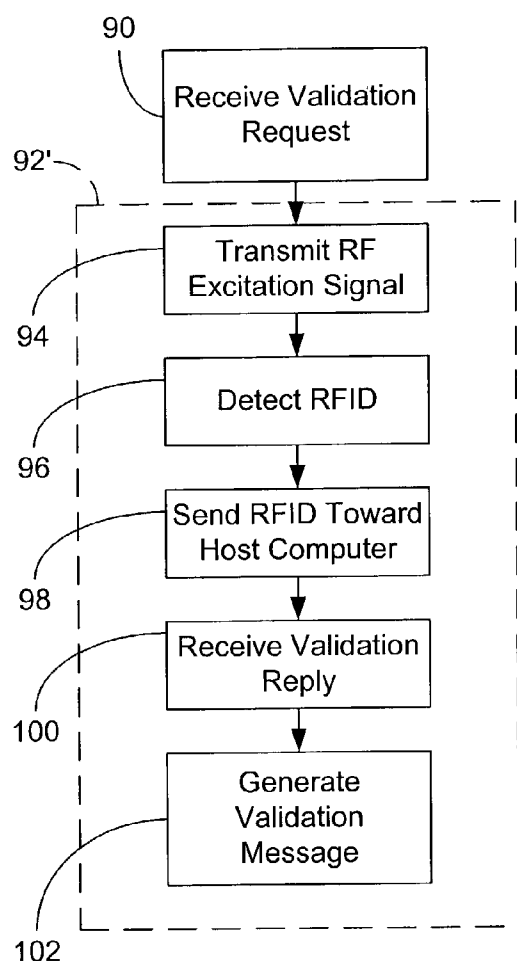 90
Receive Validation
Request
92'
Transmit RF
Excitation Signal
94
Detect RFID
96
Send RFID Toward
Host Computer
98
Receive Validation
Reply
100
Generate
Validation
Message
102